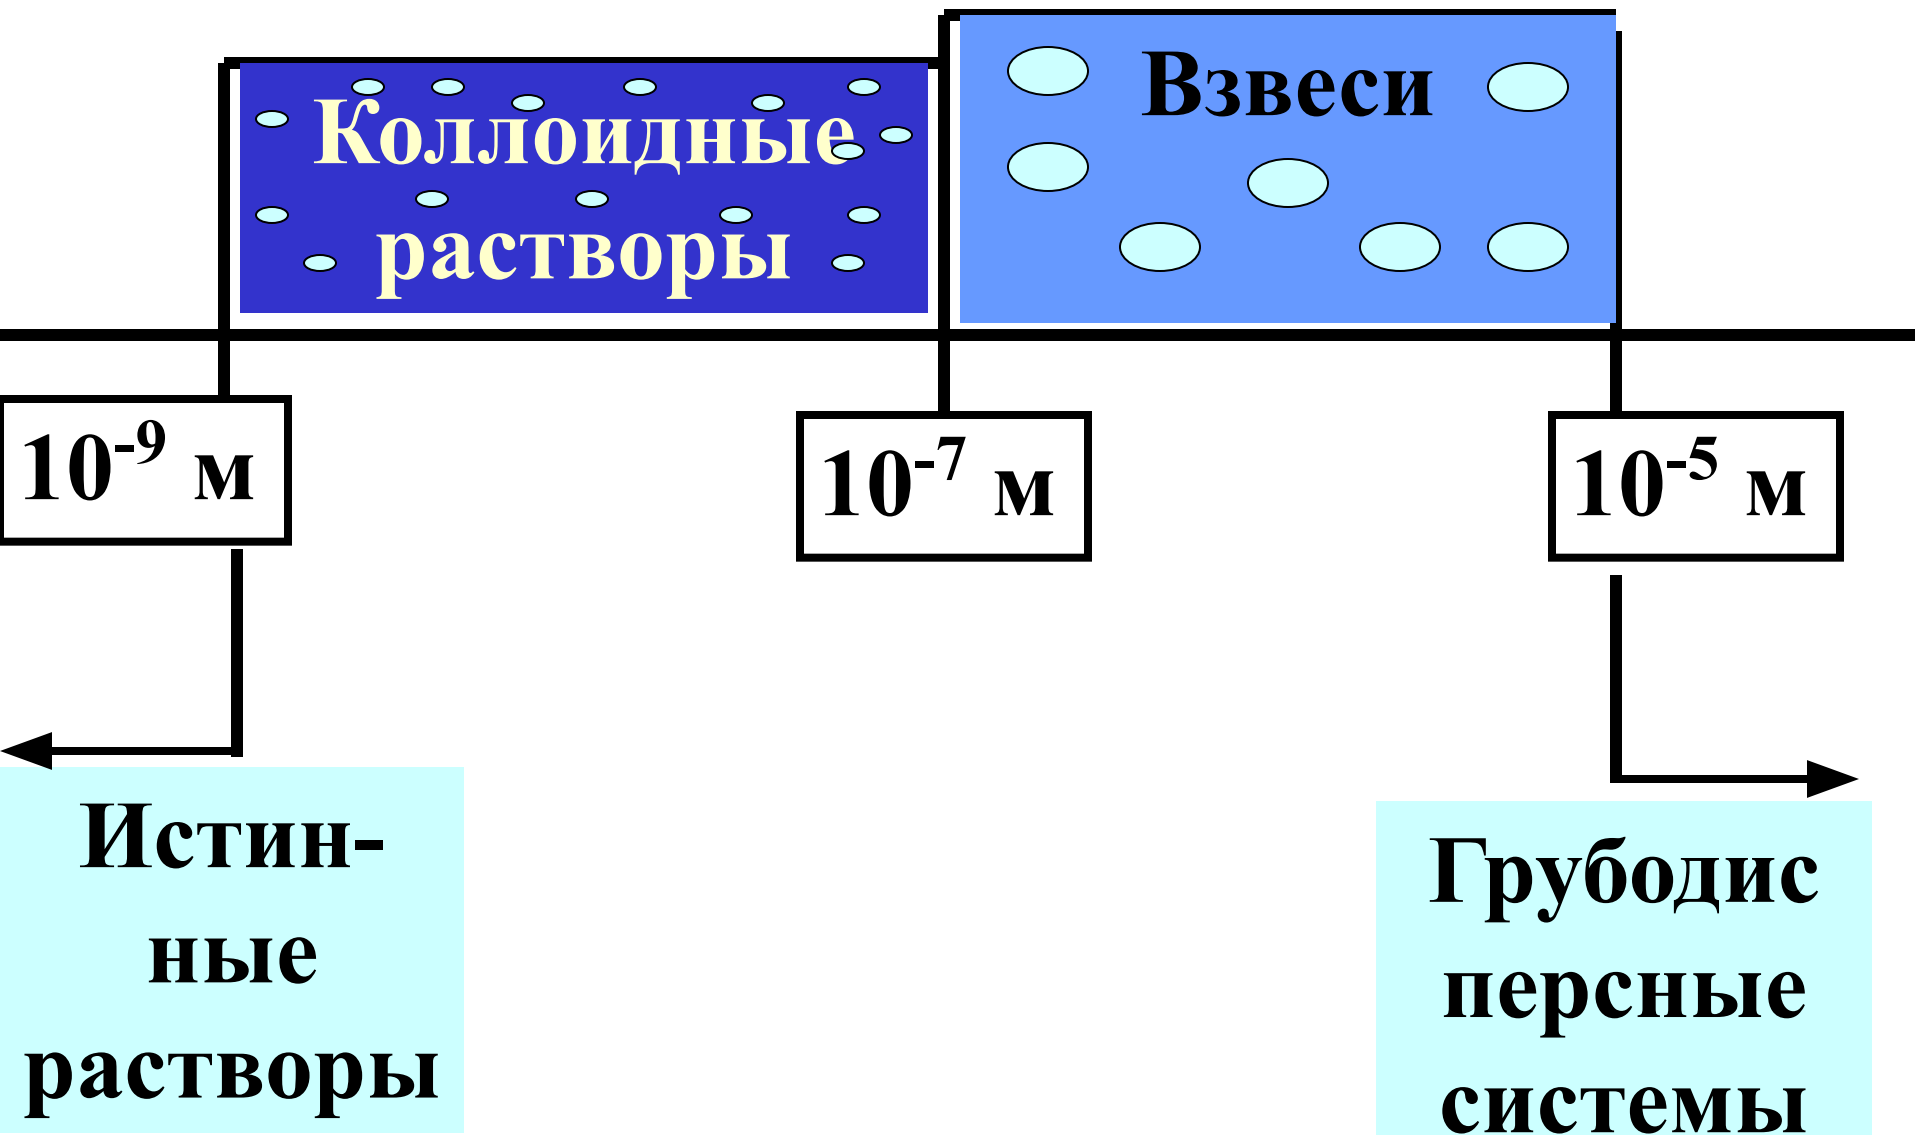 Коллоидные
растворы
Взвеси
10⁻⁹ м
10⁻⁷ м
10⁻⁵ м
Истин-
ные
растворы
Грубодис
персные
системы